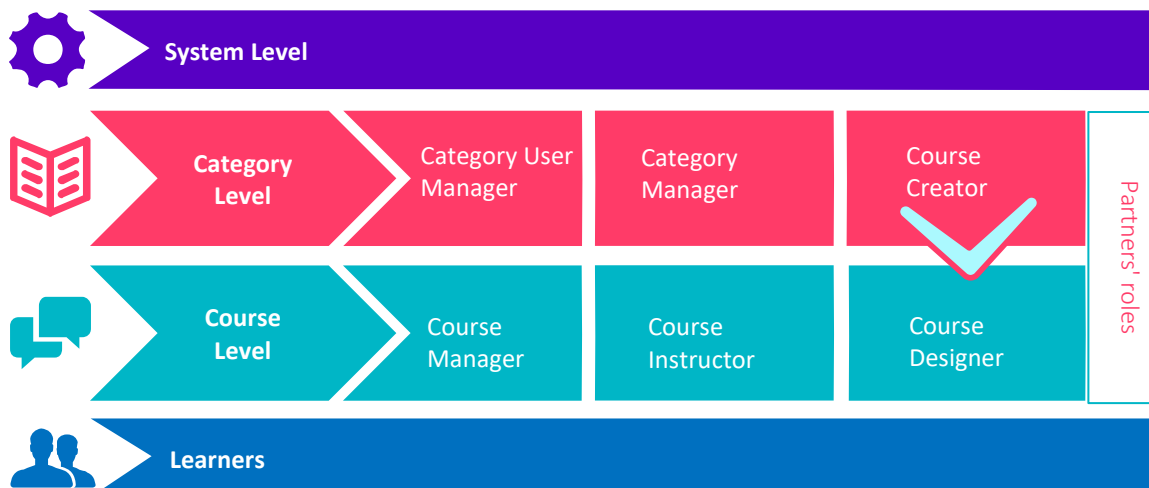 System Level
Category
Level
Category User
Manager
Category
Manager
Course
Creator
Course
Level
Course
Manager
Course
Instructor
Course
Designer
Partners' roles
Learners